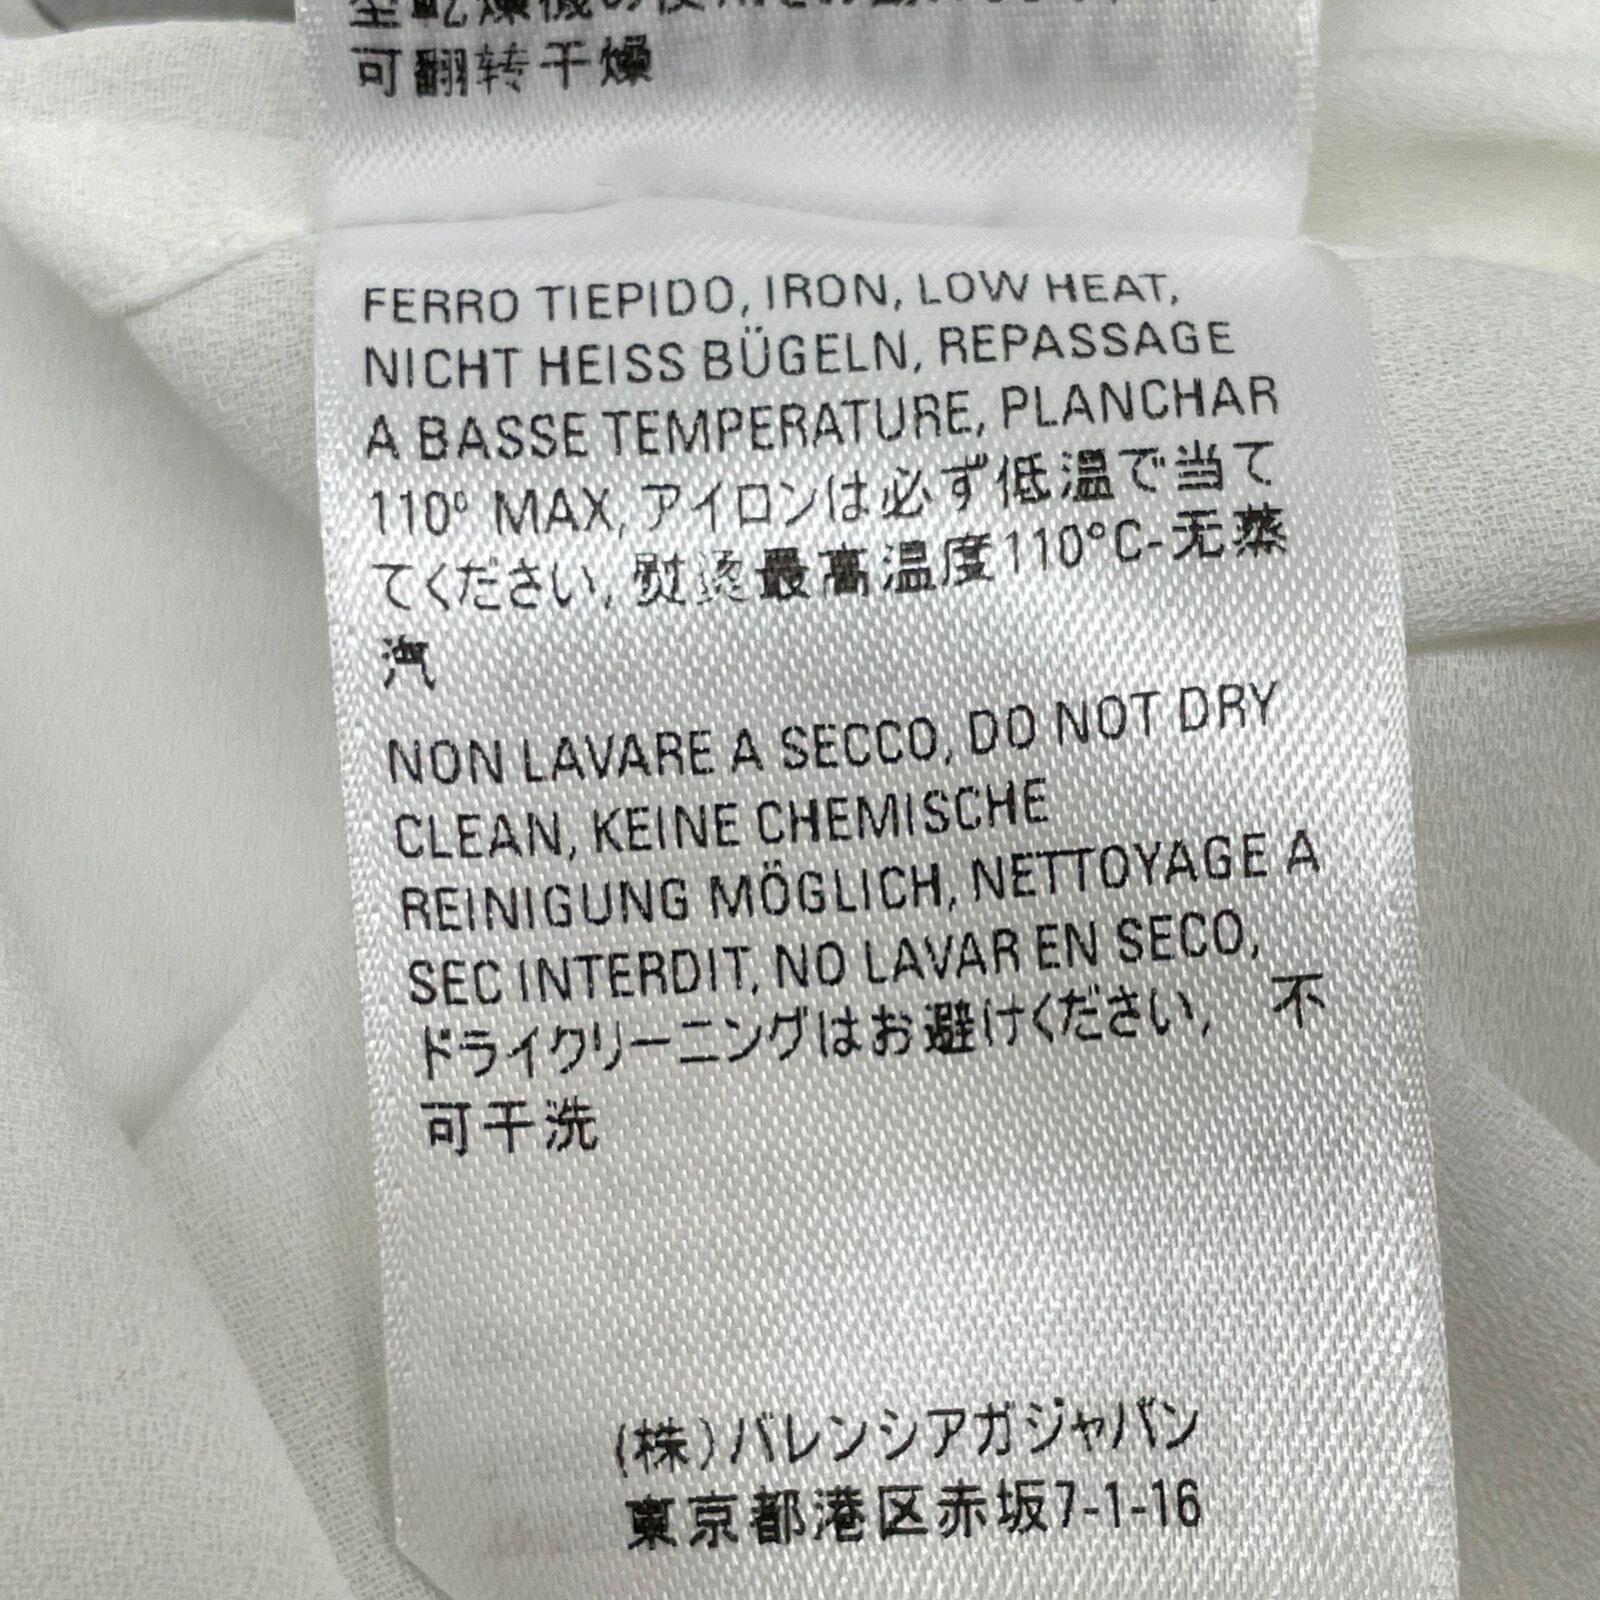 可翻转干燥
FERRO TIEPIDO, IRON, LOW HEAT,
NICHT HEISS BÜGELN, REPASSAGE
A BASSE TEMPERATURE, PLANCHAR
110° MAX, アイロンは必ず低温で当て
てください, 熨烫最高温度110°C-无蒸
汽
NON LAVARE A SECCO, DO NOT DRY
CLEAN, KEINE CHEMISCHE
REINIGUNG MÖGLICH, NETTOYAGE A
SEC INTERDIT, NO LAVAR EN SECO,
ドライクリーニングはお避けください, 不
可干洗
(株)バレンシアガジャパン
東京都港区赤坂7-1-16